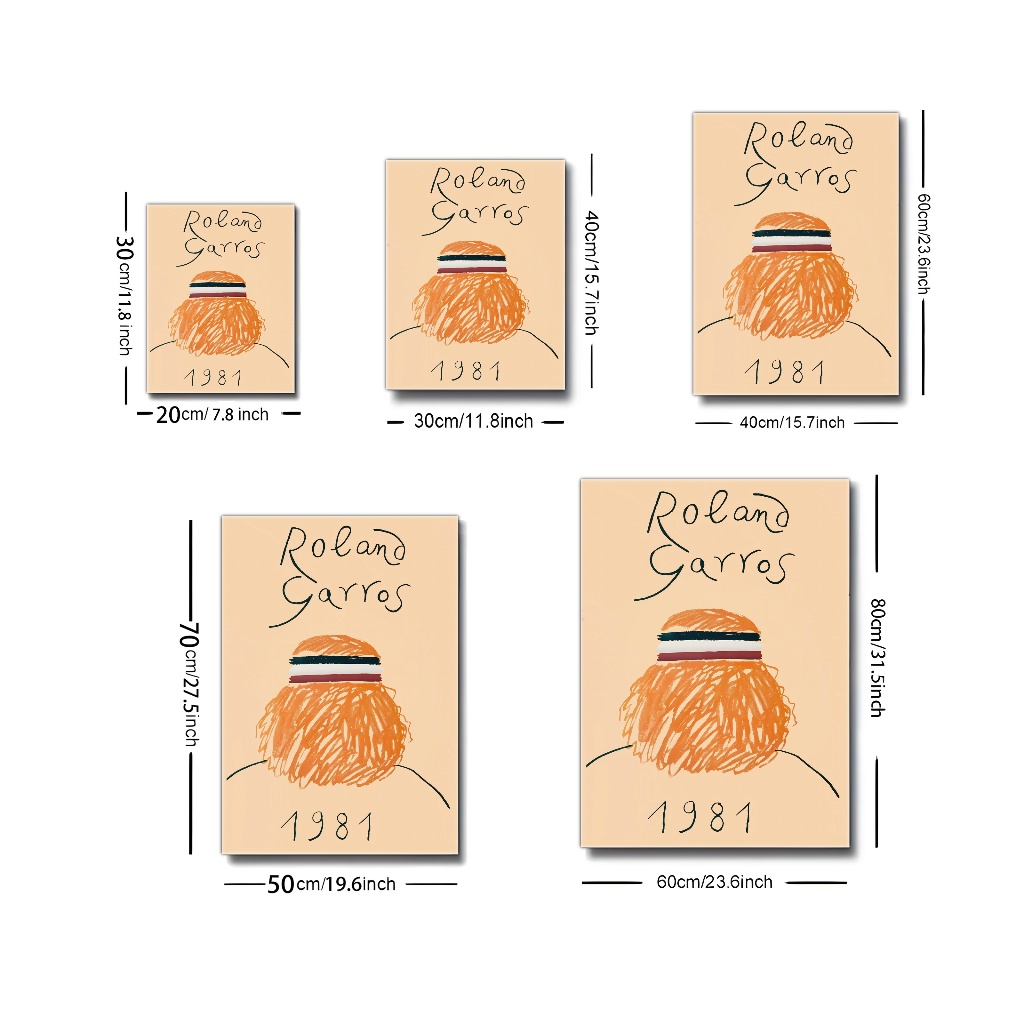 Roland
Garros
1981
30cm/11.8 inch
20cm/7.8 inch
Roland
Garros
1981
40cm/15.7inch
30cm/11.8inch
Roland
Garros
1981
60cm/23.6inch
40cm/15.7inch
Roland
Garros
1981
70cm/27.5inch
50cm/19.6inch
Roland
Garros
1981
80cm/31.5inch
60cm/23.6inch